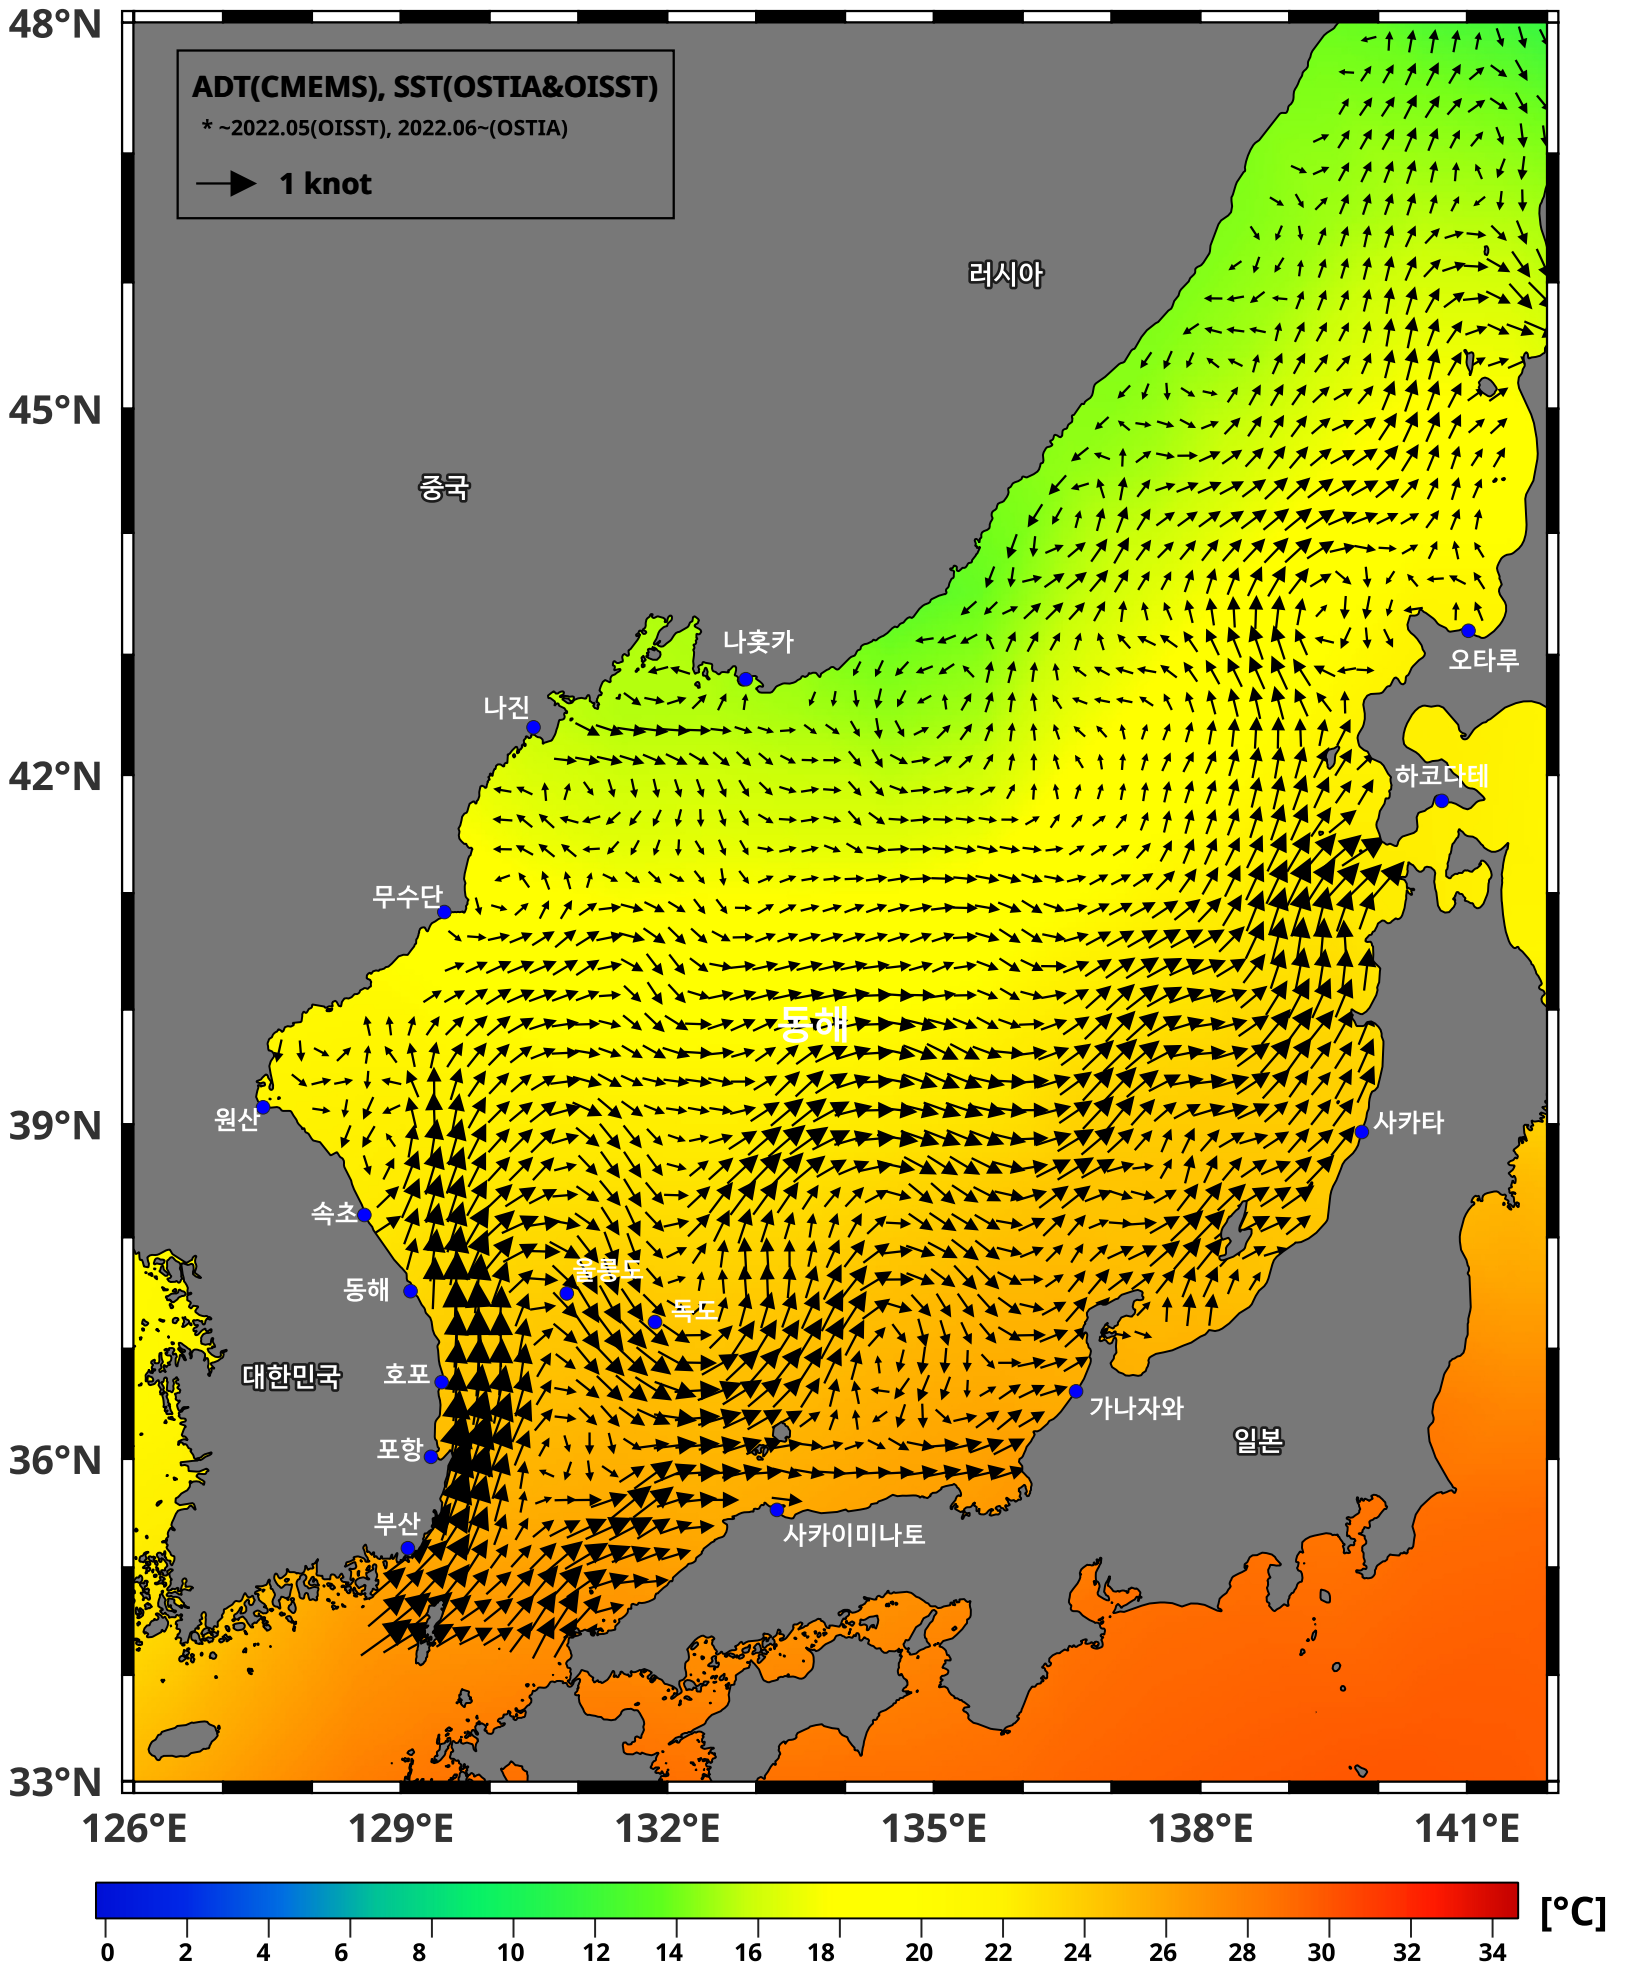 48°N
ADT(CMEMS), SST(OSTIA&OISST)
* ~2022.05(OISST), 2022.06~(OSTIA)
1 knot
러시아
45°N
중국
나홋카
오타루
나진
42°N
하코다테
무수단
동해
39°N
원산
사카타
속초
울릉도
동해
독도
대한민국
호포
가나자와
36°N
포항
일본
부산
사카이미나토
33°N
126°E 129°E 132°E 135°E 138°E 141°E
[°C]
0 2 4 6 8 10 12 14 16 18 20 22 24 26 28 30 32 34